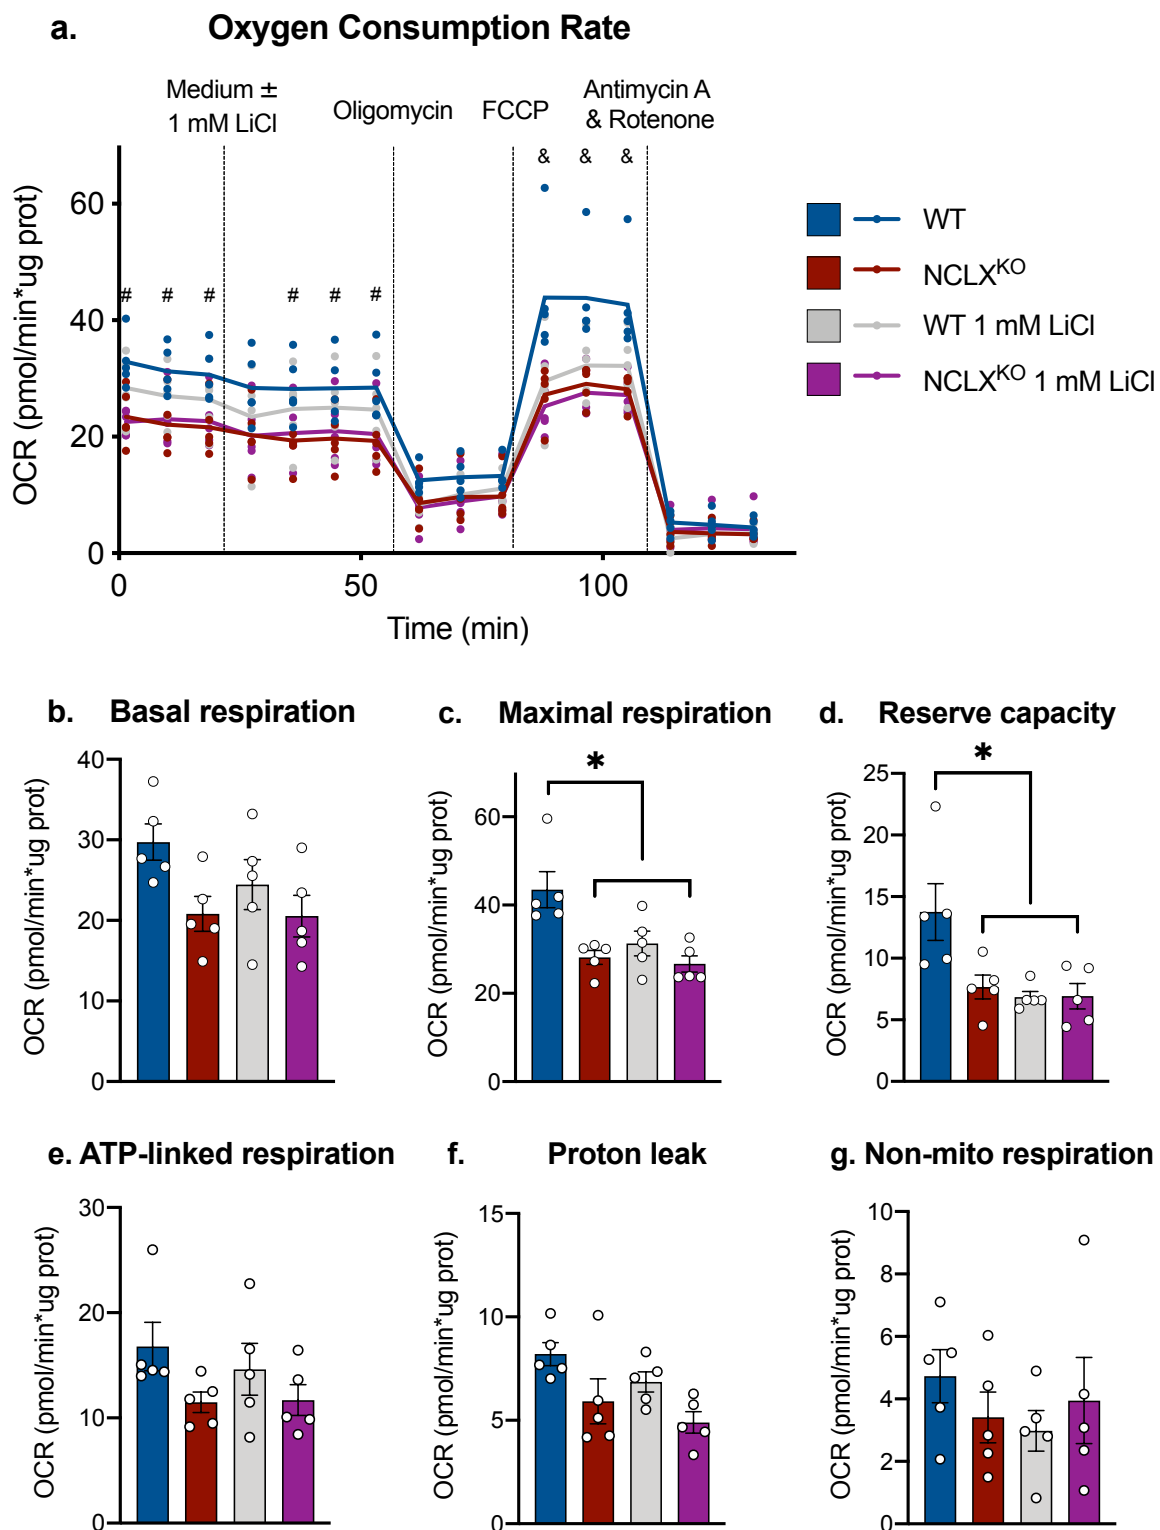 a. Oxygen Consumption Rate
Medium ±
1 mM LiCl
Oligomycin
FCCP
Antimycin A
& Rotenone
& & &
# # # # # #
OCR (pmol/min*ug prot)
60
40
20
0
0 50 100
Time (min)
WT
NCLXKO
WT 1 mM LiCl
NCLXKO 1 mM LiCl
b. Basal respiration
OCR (pmol/min*ug prot)
40
30
20
10
0
c. Maximal respiration
*
OCR (pmol/min*ug prot)
60
40
20
0
d. Reserve capacity
*
OCR (pmol/min*ug prot)
25
20
15
10
5
0
e. ATP-linked respiration
OCR (pmol/min*ug prot)
30
20
10
0
f. Proton leak
OCR (pmol/min*ug prot)
15
10
5
0
g. Non-mito respiration
OCR (pmol/min*ug prot)
10
8
6
4
2
0